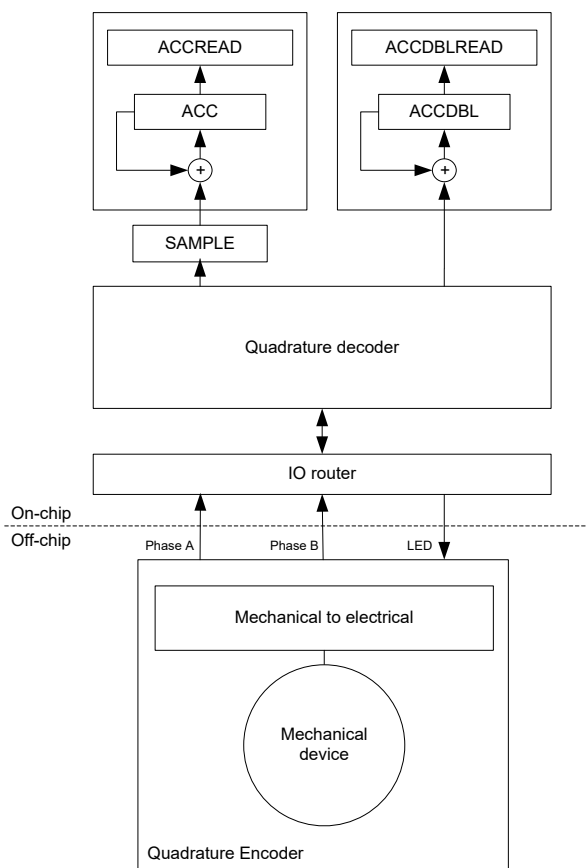 ACCREAD
ACCDBLREAD
ACC
ACCDBL
+
+
SAMPLE
Quadrature decoder
IO router
On-chip
Off-chip
Phase A
Phase B
LED
Mechanical to electrical
Mechanical
device
Quadrature Encoder